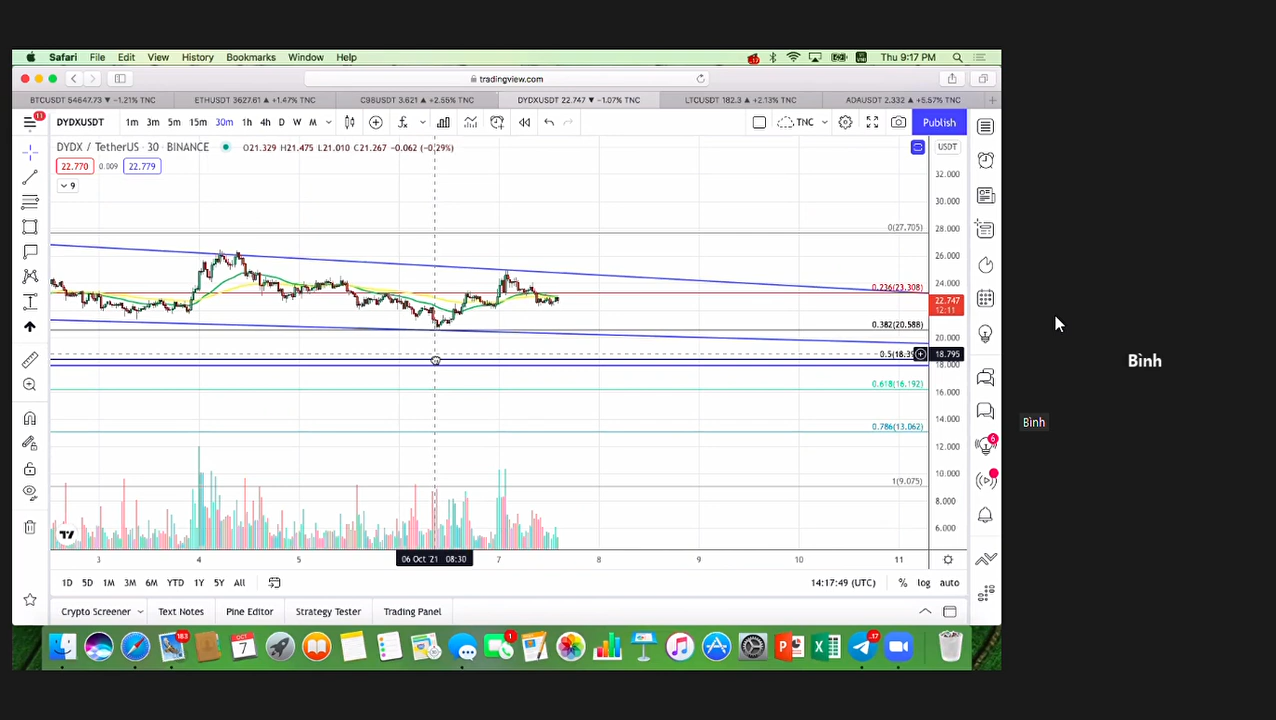 Safari File Edit View History Bookmarks Window Help Thu 9:17 PM
tradingview.com
BTCUSDT 54647.73 ▼ -1.21% TNC ETHUSDT 3627.61 ▲ +1.47% TNC C98USDT 3.621 ▲ +2.55% TNC DYDXUSDT 22.747 ▼ -1.07% TNC LTCUSDT 182.3 ▲ +2.13% TNC ADAUSDT 2.332 ▲ +5.57% TNC
11
DYDXUSDT 1m 3m 5m 15m 30m 1h 4h D W M TNC Publish
DYDX / TetherUS · 30 · BINANCE O21.329 H21.475 L21.010 C21.267 -0.062 (-0.29%) USDT
22.770 0.009 22.779
9
32.000
30.000
0(27.705) 28.000
26.000
0.236(23.308) 24.000
22.747
12:11
0.382(20.588)
20.000
18.795
18.000
0.618(16.192) 16.000
14.000
0.786(13.062)
12.000
10.000
1(9.075)
8.000
6.000
6
3 4 5 06 Oct '21 08:30 7 8 9 10 11
1D 5D 1M 3M 6M YTD 1Y 5Y All 14:17:49 (UTC) % log auto
Crypto Screener Text Notes Pine Editor Strategy Tester Trading Panel
183
OCT
7
1
17
Bình
Bình